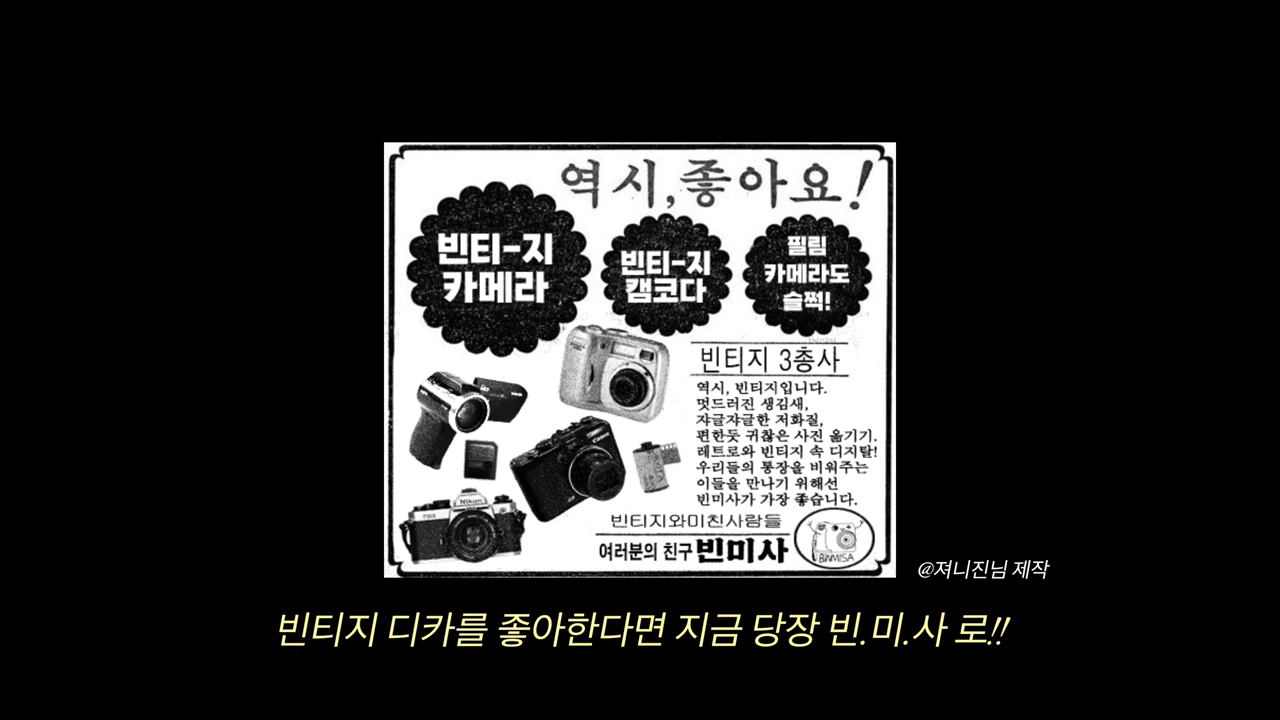 역시,좋아요!
빈티-지
카메라
빈티-지
캠코다
필림
카메라도
슬쩍!
빈티지 3총사
역시, 빈티지입니다.
멋드러진 생김새,
쟈글쟈글한 저화질,
편한듯 귀찮은 사진 옮기기.
레트로와 빈티지 속 디지탈!
우리들의 통장을 비워주는
이들을 만나기 위해선
빈미사가 가장 좋습니다.
빈티지와미친사람들
여러분의 친구 빈미사
BINMISA
Nikon
Canon
@져니진님 제작
빈티지 디카를 좋아한다면 지금 당장 빈.미.사 로!!